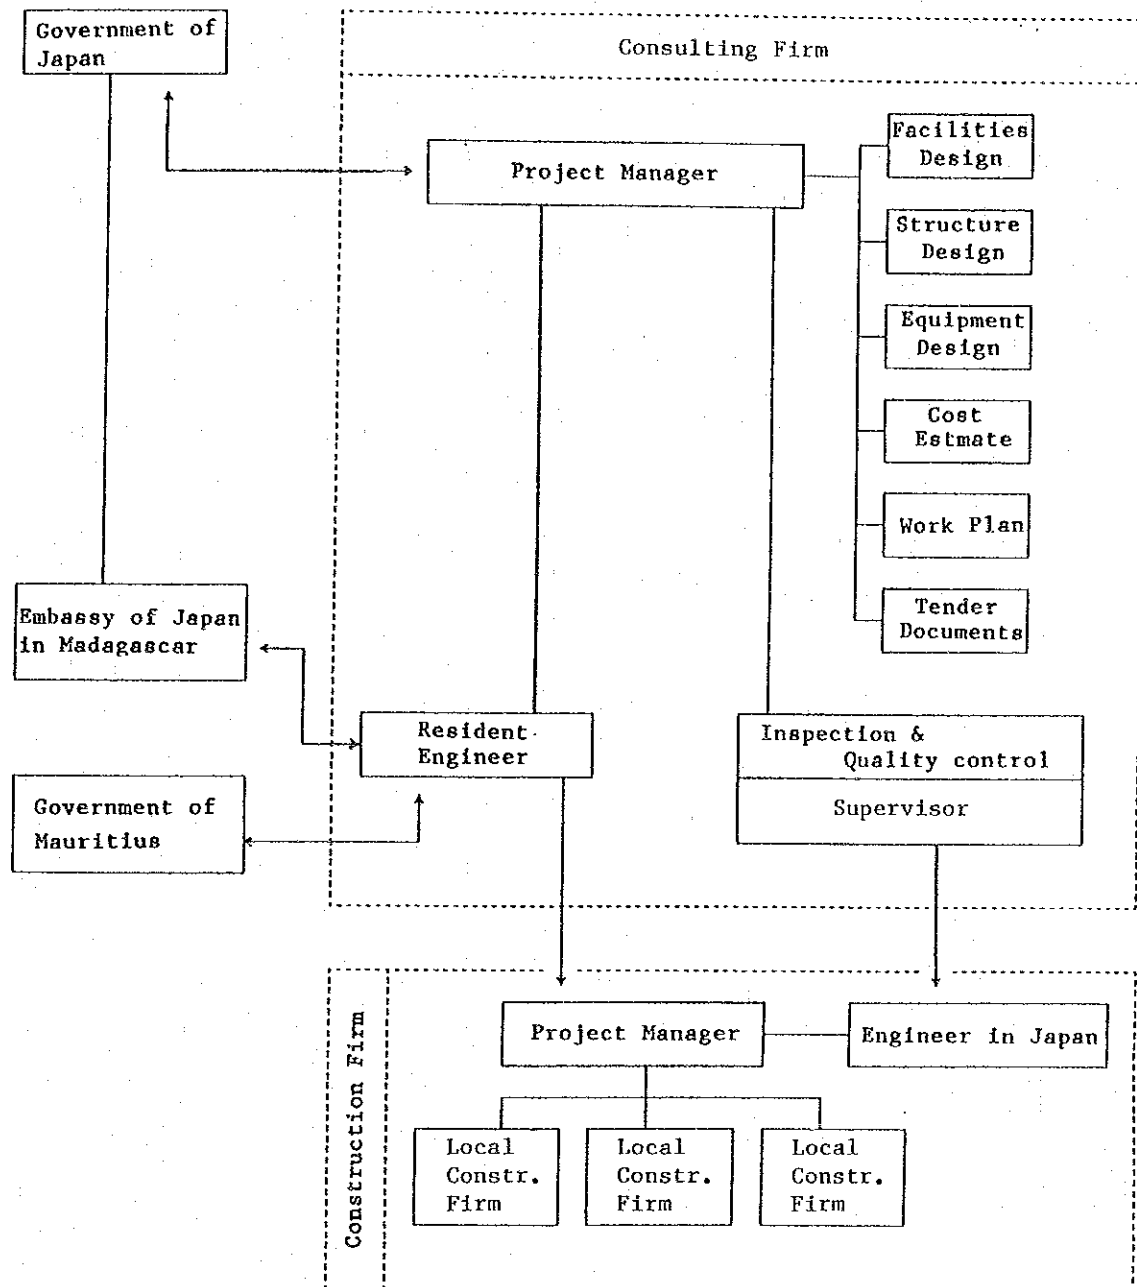 Government of
Japan
Consulting Firm
Project Manager
Facilities
Design
Structure
Design
Equipment
Design
Cost
Estmate
Work Plan
Tender
Documents
Embassy of Japan
in Madagascar
Resident
Engineer
Inspection &
Quality control
Supervisor
Government of
Mauritius
Construction Firm
Project Manager
Engineer in Japan
Local
Constr.
Firm
Local
Constr.
Firm
Local
Constr.
Firm